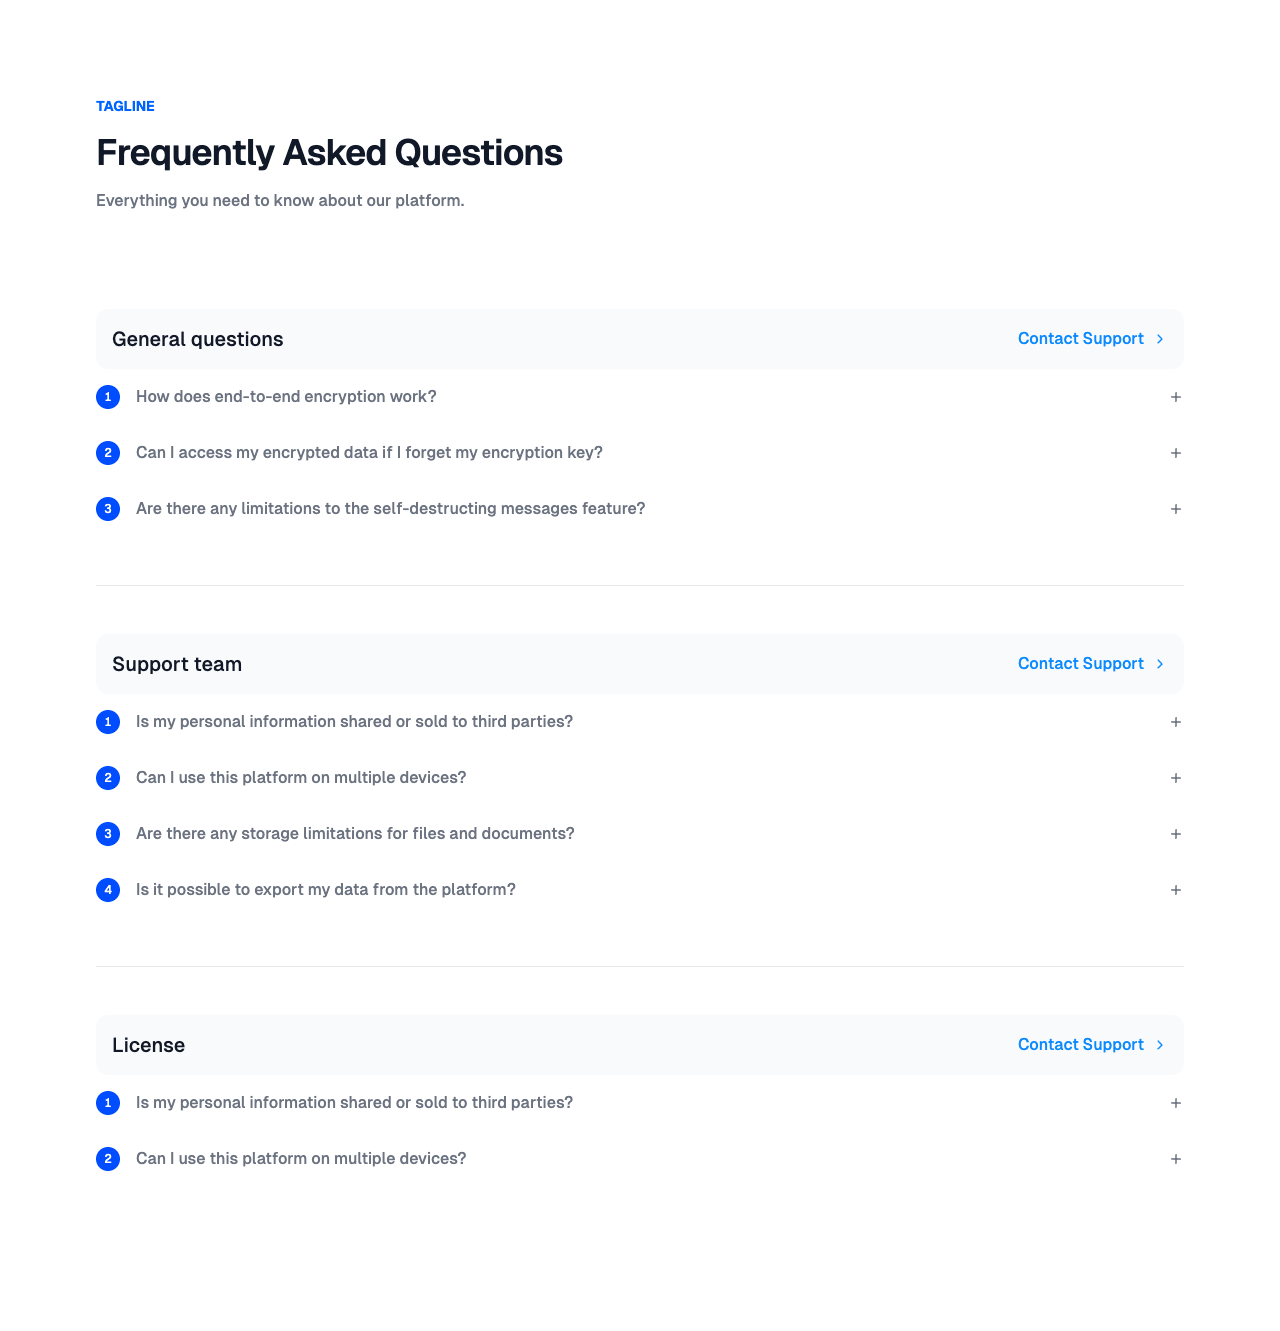 TAGLINE
Frequently Asked Questions
Everything you need to know about our platform.
General questions
Contact Support
1 How does end-to-end encryption work?
2 Can I access my encrypted data if I forget my encryption key?
3 Are there any limitations to the self-destructing messages feature?
Support team
Contact Support
1 Is my personal information shared or sold to third parties?
2 Can I use this platform on multiple devices?
3 Are there any storage limitations for files and documents?
4 Is it possible to export my data from the platform?
License
Contact Support
1 Is my personal information shared or sold to third parties?
2 Can I use this platform on multiple devices?